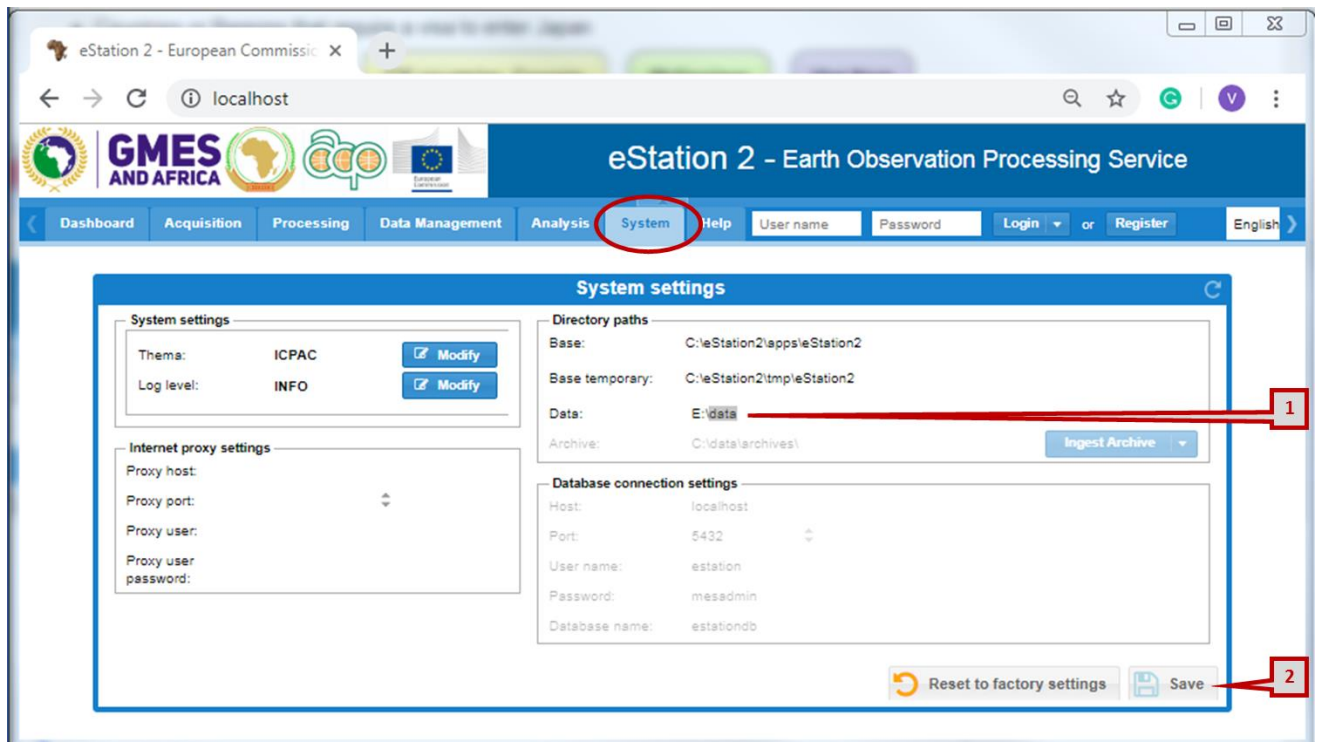 eStation 2 - European Commissic
localhost
V
GMES
AND AFRICA
acp
European
Commission
eStation 2 - Earth Observation Processing Service
Dashboard Acquisition Processing Data Management Analysis System Help User name Password Login or Register English
System settings
System settings
Thema: ICPAC Modify
Log level: INFO Modify
Internet proxy settings
Proxy host:
Proxy port:
Proxy user:
Proxy user
password:
Directory paths
Base: C:\eStation2\apps\eStation2
Base temporary: C:\eStation2\tmp\eStation2
Data: E:\data
1
Archive: C:\data\archives\ Ingest Archive
Database connection settings
Host: localhost
Port: 5432
User name: estation
Password: mesadmin
Database name: estationdb
Reset to factory settings Save
2